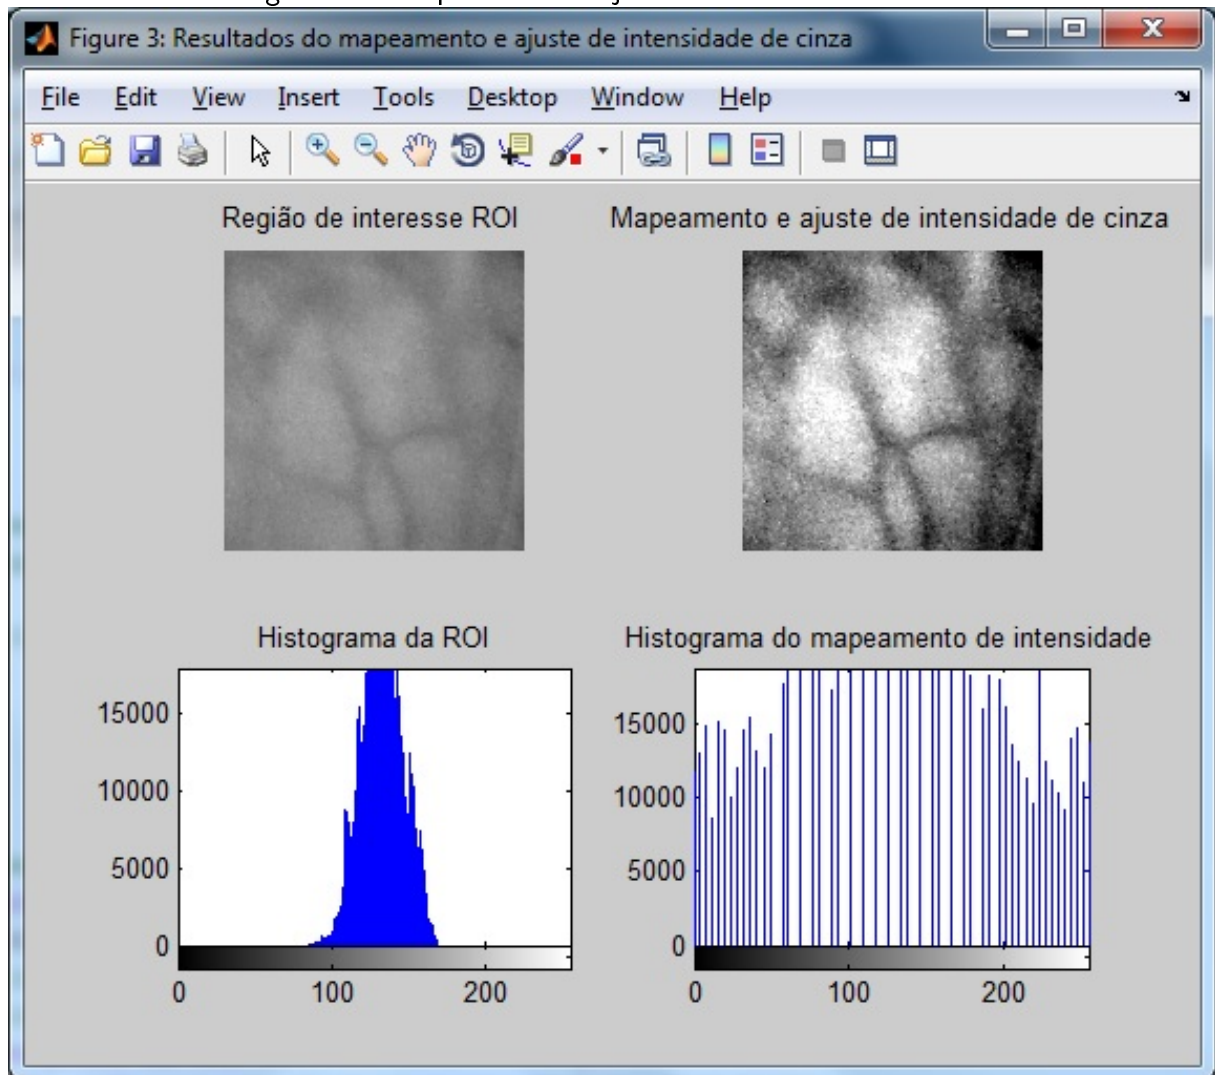 Figure 3: Resultados do mapeamento e ajuste de intensidade de cinza
File Edit View Insert Tools Desktop Window Help
Região de interesse ROI
Mapeamento e ajuste de intensidade de cinza
Histograma da ROI
15000
10000
5000
0
0 100 200
Histograma do mapeamento de intensidade
15000
10000
5000
0
0 100 200